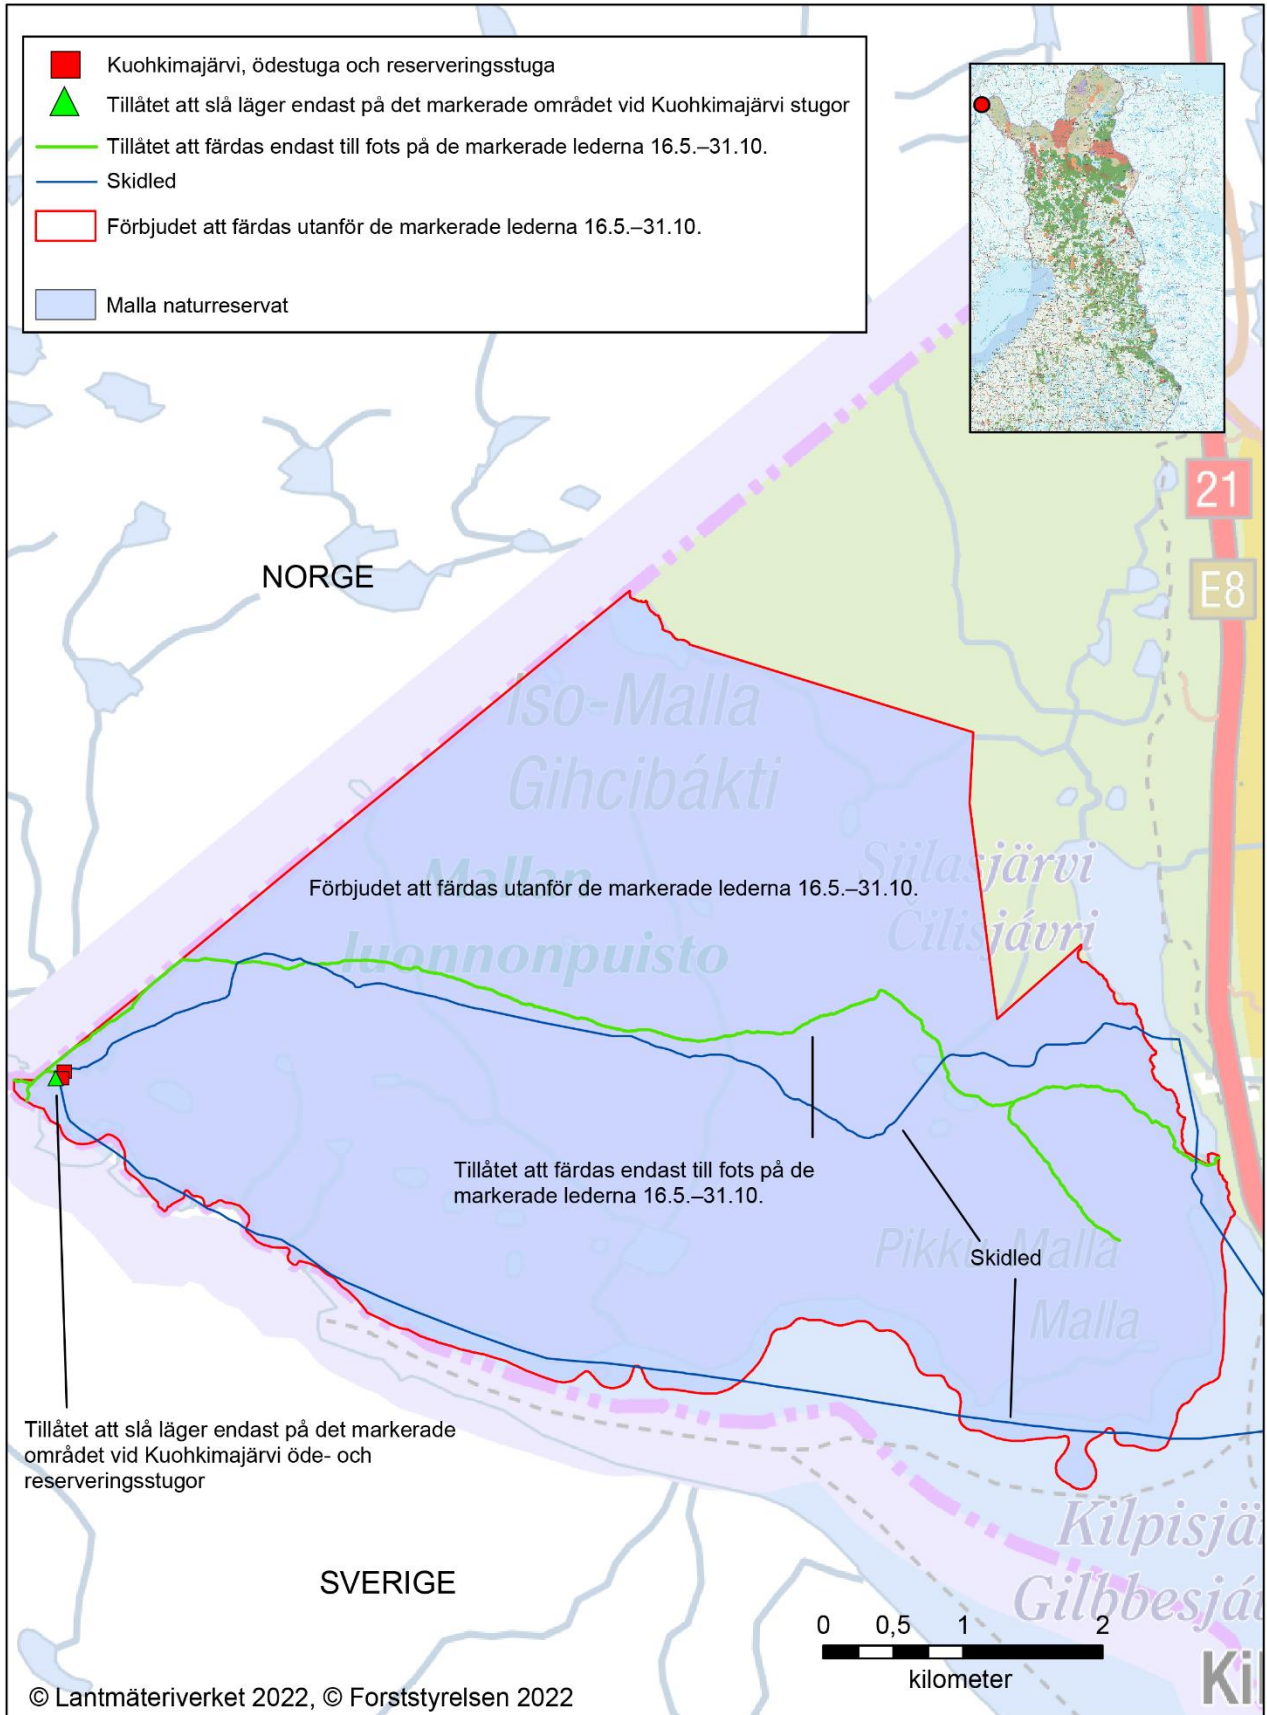 Kuohkimajärvi, ödestuga och reserveringsstuga
Tillåtet att slå läger endast på det markerade området vid Kuohkimajärvi stugor
Tillåtet att färdas endast till fots på de markerade lederna 16.5.–31.10.
Skidled
Förbjudet att färdas utanför de markerade lederna 16.5.–31.10.
Malla naturreservat
21
E8
NORGE
Iso-Malla
Gihcibákti
Siilasjärvi
Čilisjávri
Mallan
luonnonpuisto
Förbjudet att färdas utanför de markerade lederna 16.5.–31.10.
Tillåtet att färdas endast till fots på de
markerade lederna 16.5.–31.10.
Pikku-Malla
Malla
Skidled
Tillåtet att slå läger endast på det markerade
området vid Kuohkimajärvi öde- och
reserveringsstugor
Kilpisjä
Gilbbesjá
SVERIGE
0 0,5 1 2
kilometer
Ki
© Lantmäteriverket 2022, © Forststyrelsen 2022